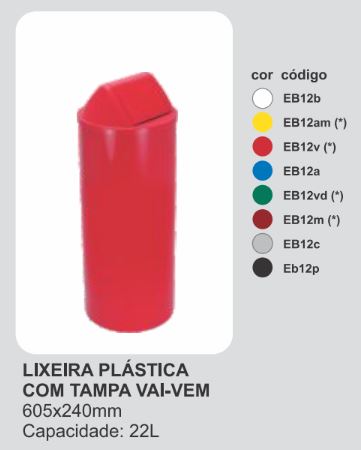 cor código
EB12b
EB12am (*)
EB12v (*)
EB12a
EB12vd (*)
EB12m (*)
EB12c
Eb12p
LIXEIRA PLÁSTICA
COM TAMPA VAI-VEM
605x240mm
Capacidade: 22L